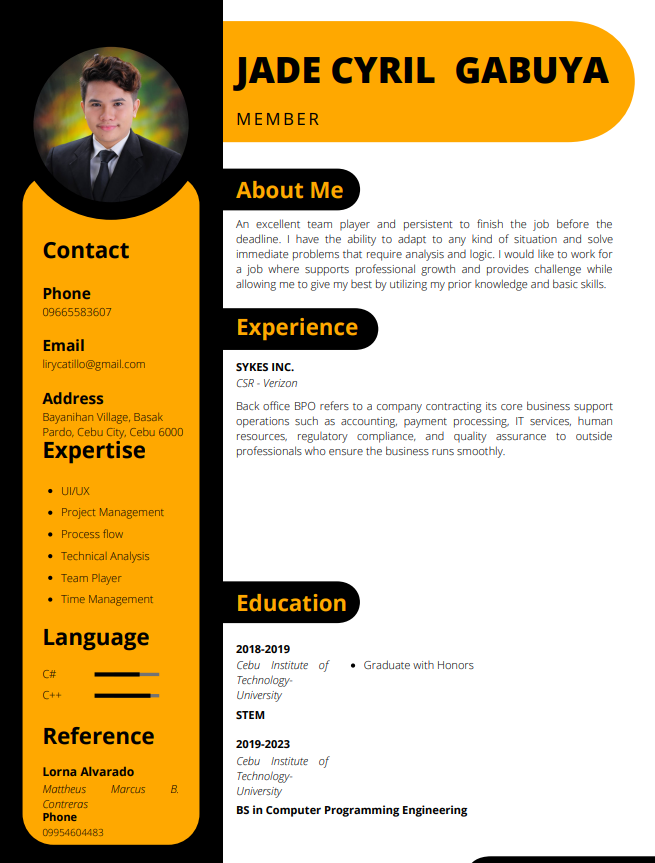 JADE CYRIL GABUYA
MEMBER
Contact
Phone
09665583607
Email
lirycatillo@gmail.com
Address
Bayanihan Village, Basak
Pardo, Cebu City, Cebu 6000
Expertise
UI/UX
Project Management
Process flow
Technical Analysis
Team Player
Time Management
Language
C#
C++
Reference
Lorna Alvarado
Mattheus Marcus B.
Contreras
Phone
09954604483
About Me
An excellent team player and persistent to finish the job before the
deadline. I have the ability to adapt to any kind of situation and solve
immediate problems that require analysis and logic. I would like to work for
a job where supports professional growth and provides challenge while
allowing me to give my best by utilizing my prior knowledge and basic skills.
Experience
SYKES INC.
CSR - Verizon
Back office BPO refers to a company contracting its core business support
operations such as accounting, payment processing, IT services, human
resources, regulatory compliance, and quality assurance to outside
professionals who ensure the business runs smoothly.
Education
2018-2019
Cebu Institute of
Technology-
University
Graduate with Honors
STEM
2019-2023
Cebu Institute of
Technology-
University
BS in Computer Programming Engineering